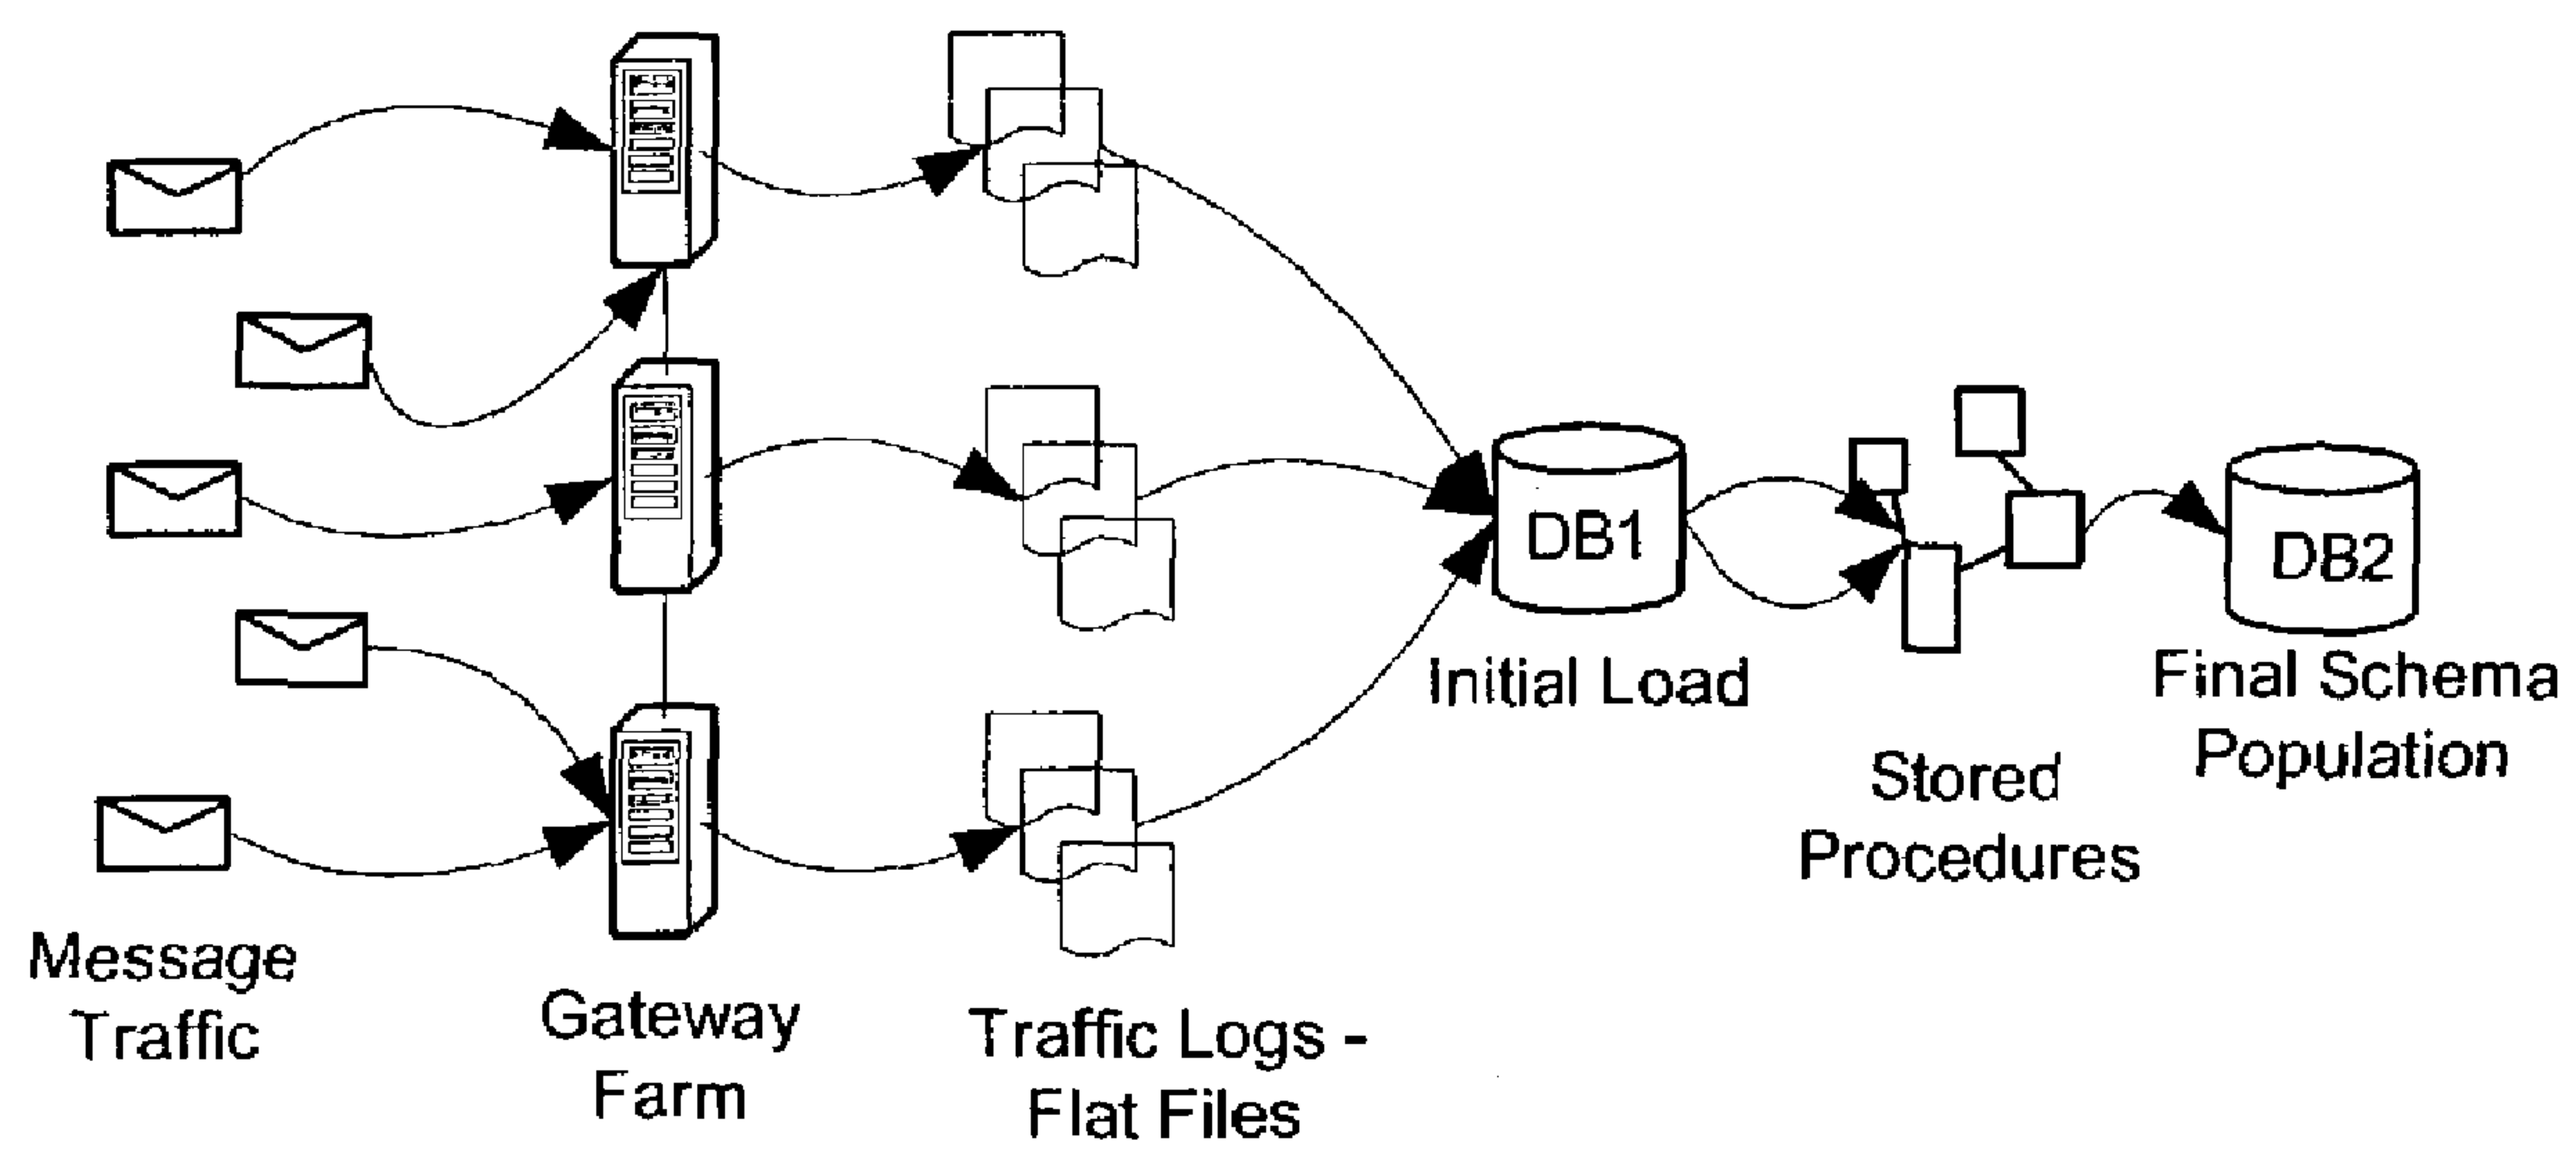 DB1
DB2
Initial Load
Final Schema
Population
Stored
Procedures
Message
Traffic
Gateway
Farm
Traffic Logs -
Flat Files